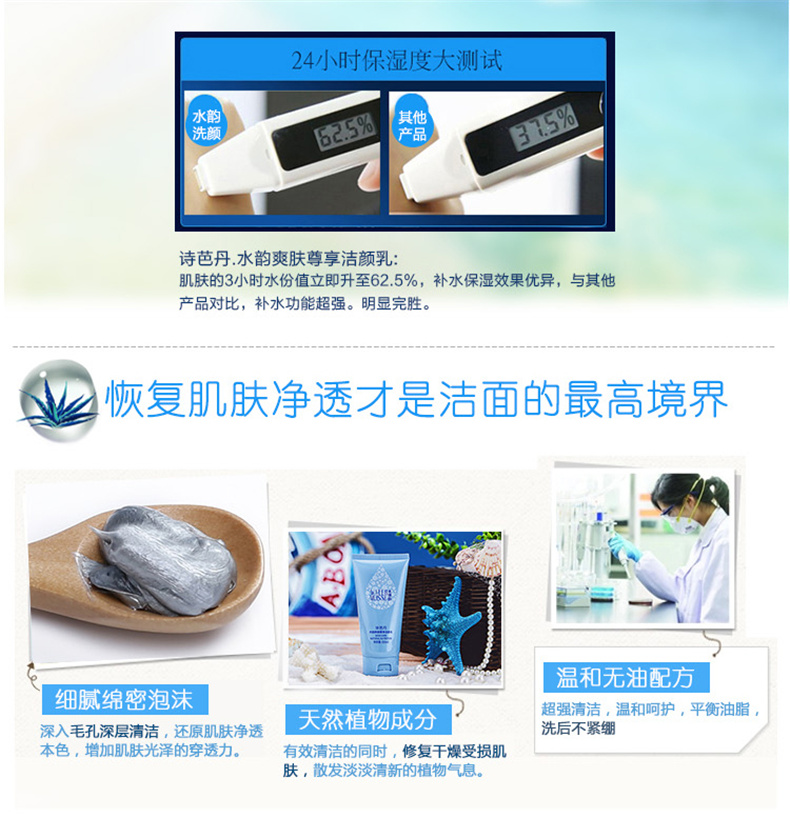 24小时保湿度大测试
水韵
洗颜
62.5%
其他
产品
37.5%
诗芭丹.水韵爽肤尊享洁颜乳:
肌肤的3小时水份值立即升至62.5%，补水保湿效果优异，与其他
产品对比，补水功能超强。明显完胜。
恢复肌肤净透才是洁面的最高境界
细腻绵密泡沫
深入毛孔深层清洁，还原肌肤净透
本色，增加肌肤光泽的穿透力。
天然植物成分
有效清洁的同时，修复干燥受损肌
肤，散发淡淡清新的植物气息。
温和无油配方
超强清洁，温和呵护，平衡油脂，
洗后不紧绷